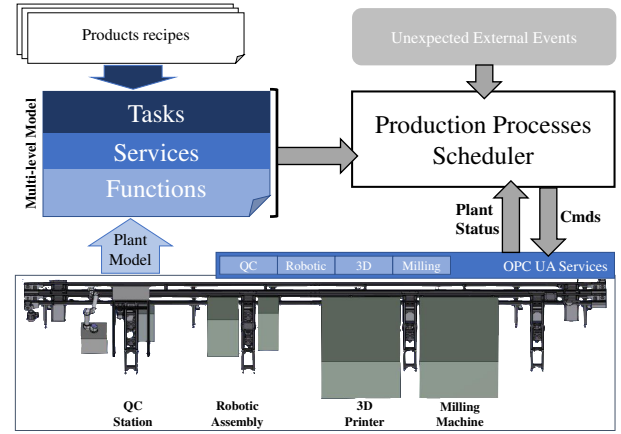 Products recipes
Unexpected External Events
Multi-level Model
Tasks
Services
Functions
Production Processes
Scheduler
Plant
Status
Cmds
Plant
Model
QC
Robotic
3D
Milling
OPC UA Services
QC
Station
Robotic
Assembly
3D
Printer
Milling
Machine